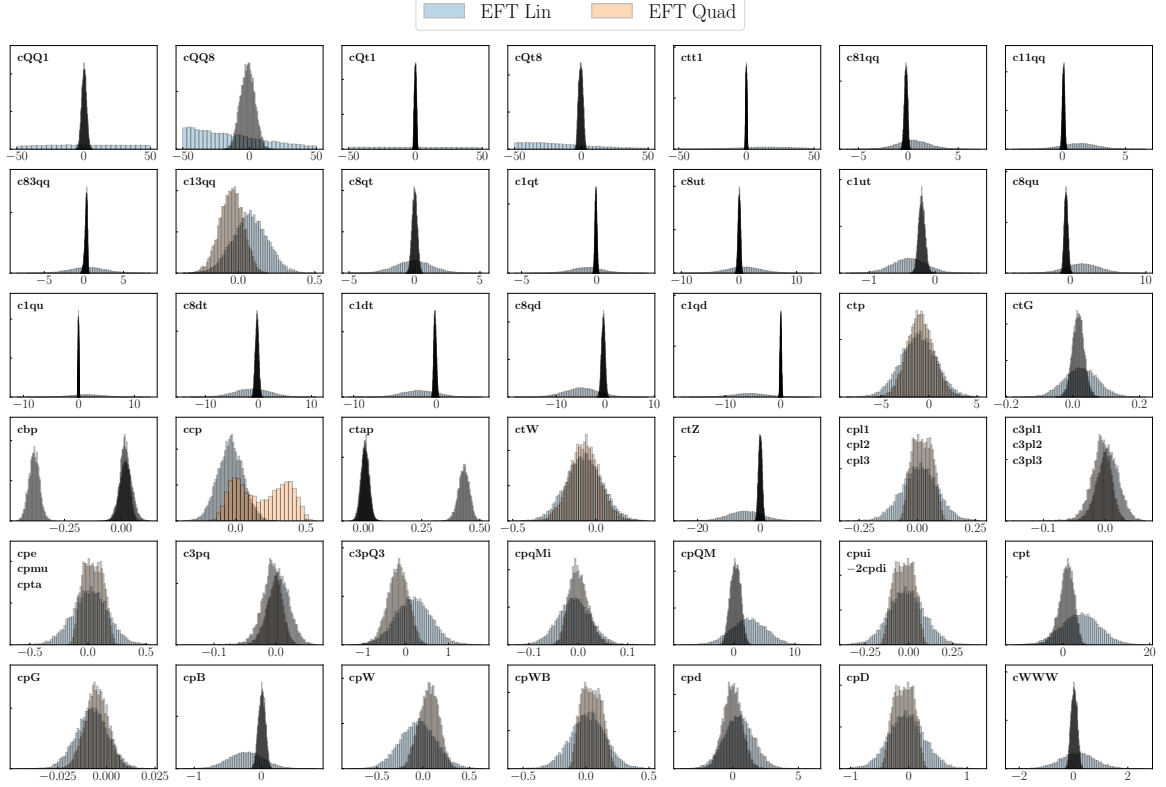 EFT Lin EFT Quad
cQQ1 cQQ8 cQt1 cQt8 ctt1 c81qq c11qq
−50 0 50 −50 0 50 −50 0 50 −50 0 50 −50 0 50 −5 0 5 0 5
c83qq c13qq c8qt c1qt c8ut c1ut c8qu
−5 0 5 0.0 0.5 −5 0 5 −5 0 −10 0 10 −1 0 0 10
c1qu c8dt c1dt c8qd c1qd ctp ctG
−10 0 10 −10 0 10 −10 0 −10 0 10 −10 0 −5 0 5 −0.2 0.0 0.2
cbp ccp ctap ctW ctZ cpl1 c3pl1
cpl2 c3pl2
cpl3 c3pl3
−0.25 0.00 0.0 0.5 0.00 0.25 0.50 −0.5 0.0 −20 0 −0.25 0.00 0.25 −0.1 0.0
cpe c3pq c3pQ3 cpqMi cpQM cpui cpt
cpmu −2cpdi
cpta
−0.5 0.0 0.5 −0.1 0.0 −1 0 1 −0.1 0.0 0.1 0 10 −0.25 0.00 0.25 0 20
cpG cpB cpW cpWB cpd cpD cWWW
−0.025 0.000 0.025 −1 0 −0.5 0.0 0.5 −0.5 0.0 0.5 0 5 −1 0 1 −2 0 2